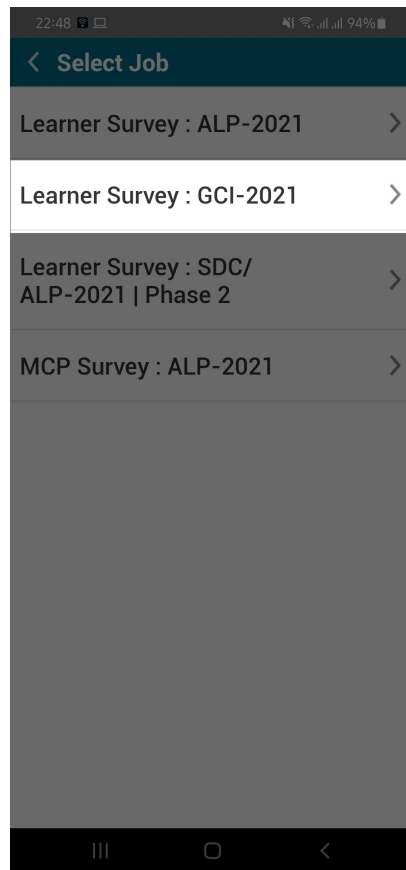 22:48 94%
Select Job
Learner Survey : ALP-2021
Learner Survey : GCI-2021
Learner Survey : SDC/
ALP-2021 | Phase 2
MCP Survey : ALP-2021